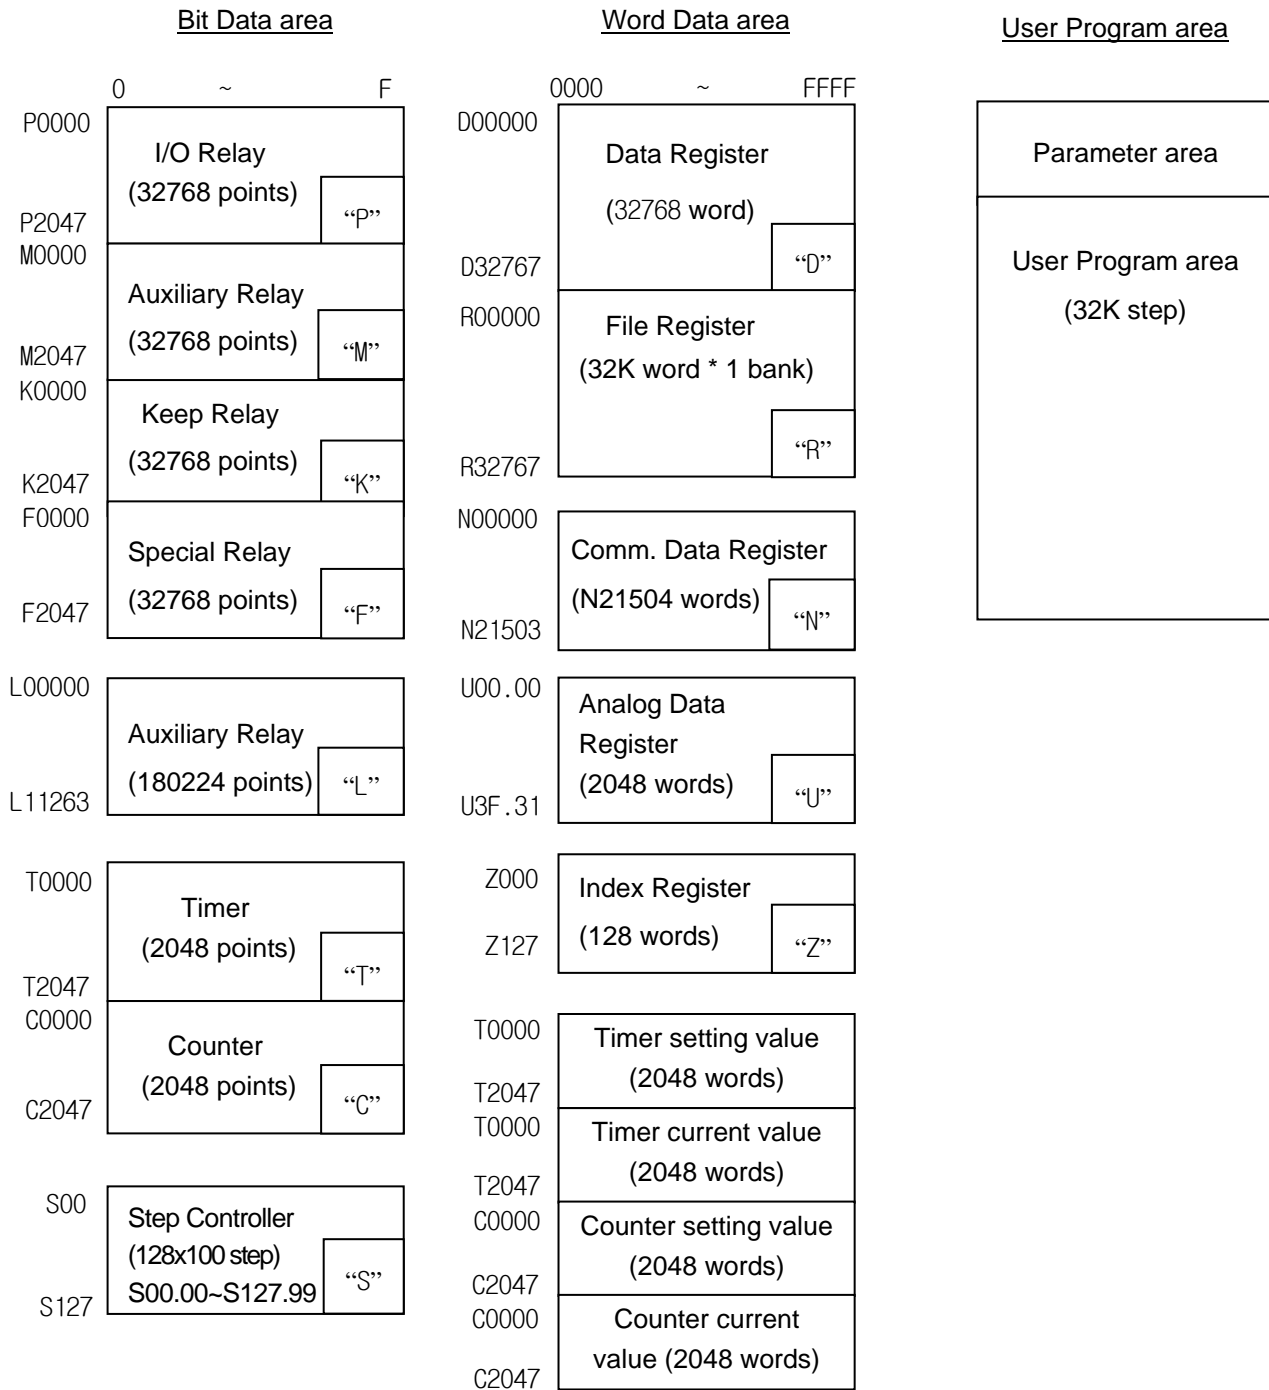 Bit Data area
0 ~ F
P0000
I/O Relay
(32768 points)
“P”
P2047
M0000
Auxiliary Relay
(32768 points)
“M”
M2047
K0000
Keep Relay
(32768 points)
“K”
K2047
F0000
Special Relay
(32768 points)
“F”
F2047
L00000
Auxiliary Relay
(180224 points)
“L”
L11263
T0000
Timer
(2048 points)
“T”
T2047
C0000
Counter
(2048 points)
“C”
C2047
S00
Step Controller
(128x100 step)
S00.00~S127.99
“S”
S127
Word Data area
0000 ~ FFFF
D00000
Data Register
(32768 word)
“D”
D32767
R00000
File Register
(32K word * 1 bank)
“R”
R32767
N00000
Comm. Data Register
(N21504 words)
“N”
N21503
U00.00
Analog Data
Register
(2048 words)
“U”
U3F.31
Z000
Index Register
(128 words)
“Z”
Z127
T0000
Timer setting value
(2048 words)
T2047
T0000
Timer current value
(2048 words)
T2047
C0000
Counter setting value
(2048 words)
C2047
C0000
Counter current
value (2048 words)
C2047
User Program area
Parameter area
User Program area
(32K step)